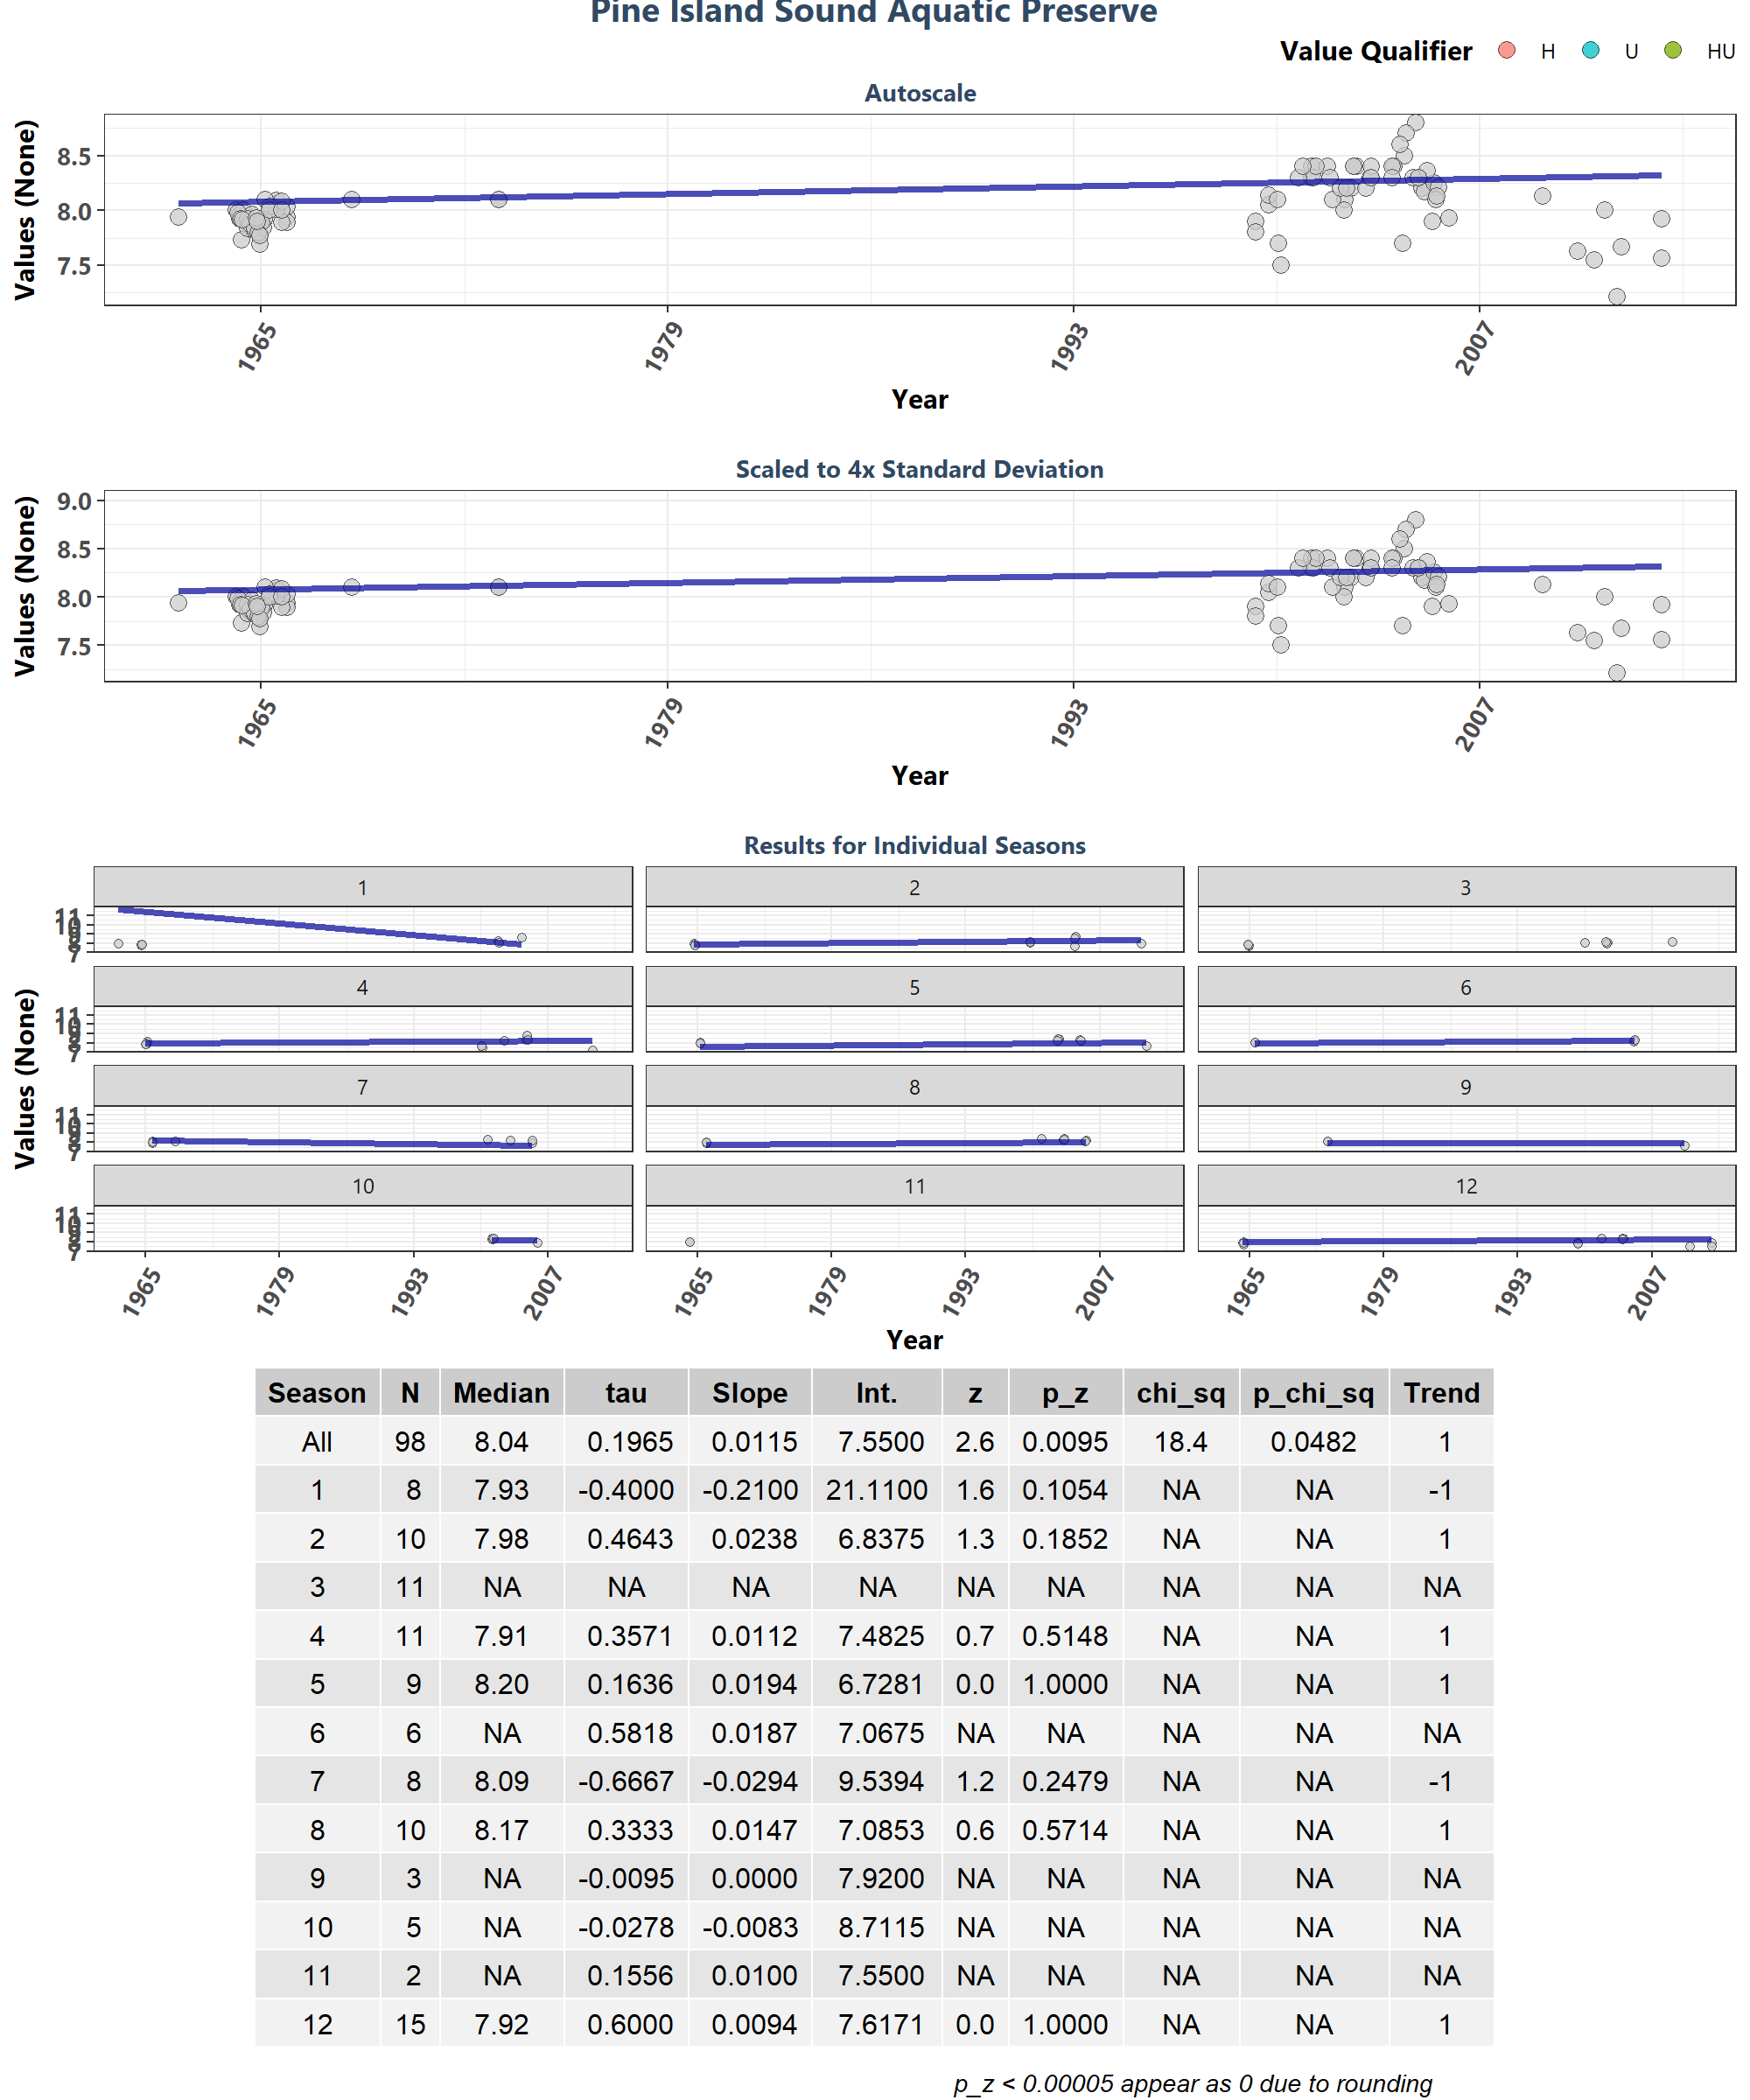 Pine Island Sound Aquatic Preserve
Value Qualifier H U HU
Autoscale
Values (None)
8.5
8.0
7.5
1965 1979 1993 2007
Year
Scaled to 4x Standard Deviation
Values (None)
9.0
8.5
8.0
7.5
1965 1979 1993 2007
Year
Results for Individual Seasons
Values (None)
1 2 3
11
7
4 5 6
11
7
7 8 9
11
7
10 11 12
11
7
1965 1979 1993 2007 1965 1979 1993 2007 1965 1979 1993 2007
Year
Season N Median tau Slope Int. z p_z chi_sq p_chi_sq Trend
All 98 8.04 0.1965 0.0115 7.5500 2.6 0.0095 18.4 0.0482 1
1 8 7.93 -0.4000 -0.2100 21.1100 1.6 0.1054 NA NA -1
2 10 7.98 0.4643 0.0238 6.8375 1.3 0.1852 NA NA 1
3 11 NA NA NA NA NA NA NA NA NA
4 11 7.91 0.3571 0.0112 7.4825 0.7 0.5148 NA NA 1
5 9 8.20 0.1636 0.0194 6.7281 0.0 1.0000 NA NA 1
6 6 NA 0.5818 0.0187 7.0675 NA NA NA NA NA
7 8 8.09 -0.6667 -0.0294 9.5394 1.2 0.2479 NA NA -1
8 10 8.17 0.3333 0.0147 7.0853 0.6 0.5714 NA NA 1
9 3 NA -0.0095 0.0000 7.9200 NA NA NA NA NA
10 5 NA -0.0278 -0.0083 8.7115 NA NA NA NA NA
11 2 NA 0.1556 0.0100 7.5500 NA NA NA NA NA
12 15 7.92 0.6000 0.0094 7.6171 0.0 1.0000 NA NA 1
p_z < 0.00005 appear as 0 due to rounding